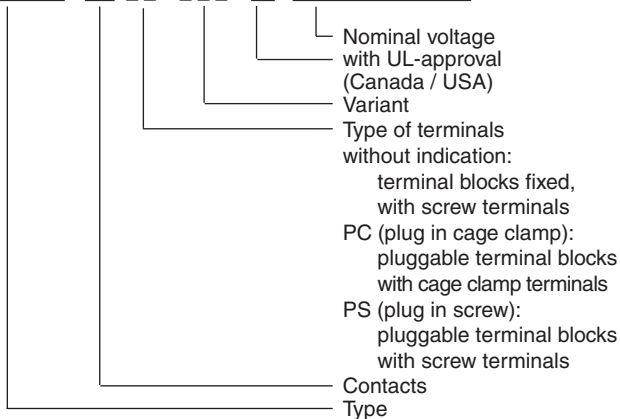 Nominal voltage
with UL-approval
(Canada / USA)
Variant
Type of terminals
without indication:
terminal blocks fixed,
with screw terminals
PC (plug in cage clamp):
pluggable terminal blocks
with cage clamp terminals
PS (plug in screw):
pluggable terminal blocks
with screw terminals
Contacts
Type